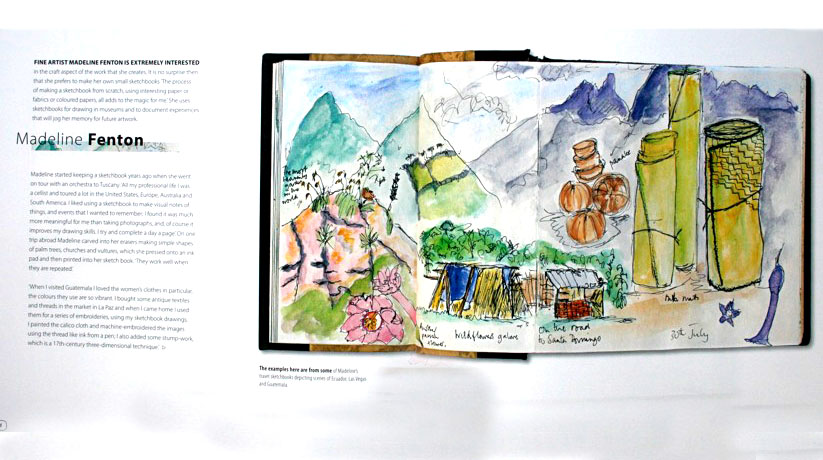 FINE ARTIST MADELINE FENTON IS EXTREMELY INTERESTED
in the craft aspect of the work that she creates. It is no surprise then
that she prefers to make her own small sketchbooks. 'The process
of making a sketchbook from scratch, using interesting paper or
fabrics or coloured papers, all adds to the magic for me.' She uses
sketchbooks for drawing in museums and to document experiences
that will jog her memory for future artwork.
Madeline Fenton
Madeline started keeping a sketchbook years ago when she went
on tour with an orchestra to Tuscany. 'All my professional life I was
a cellist and toured a lot in the United States, Europe, Australia and
South America. I liked using a sketchbook to make visual notes of
things, and events that I wanted to remember. I found it was much
more meaningful for me than taking photographs, and, of course it
improves my drawing skills. I try and complete a day a page.' On one
trip abroad Madeline carved into her erasers making simple shapes
of palm trees, churches and vultures, which she pressed onto an ink
pad and then printed into her sketch book. 'They work well when
they are repeated.'
'When I visited Guatemala I loved the women's clothes in particular,
the colours they use are so vibrant. I bought some antique textiles
and threads in the market in La Paz and when I came home I used
them for a series of embroideries, using my sketchbook drawings.
I painted the calico cloth and machine-embroidered the images
using the thread like ink from a pen. I also added some stump-work,
which is a 17th-century three-dimensional technique.'
wildflowers galore
On the road
to Santo Domingo
30th July
The examples here are from some of Madeline's
travel sketchbooks depicting scenes of Ecuador, Las Vegas
and Guatemala.